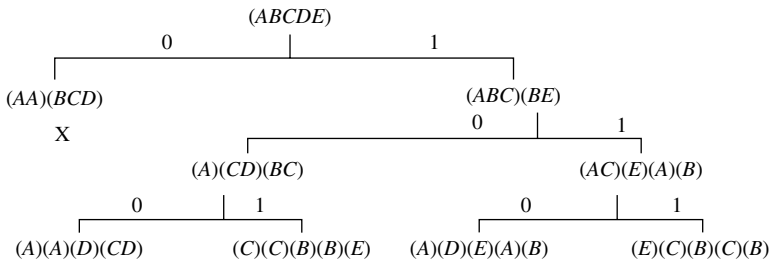 (ABCDE)
0 1
(AA)(BCD) (ABC)(BE)
X
0 1
(A)(CD)(BC) (AC)(E)(A)(B)
0 1 0 1
(A)(A)(D)(CD) (C)(C)(B)(B)(E) (A)(D)(E)(A)(B) (E)(C)(B)(C)(B)